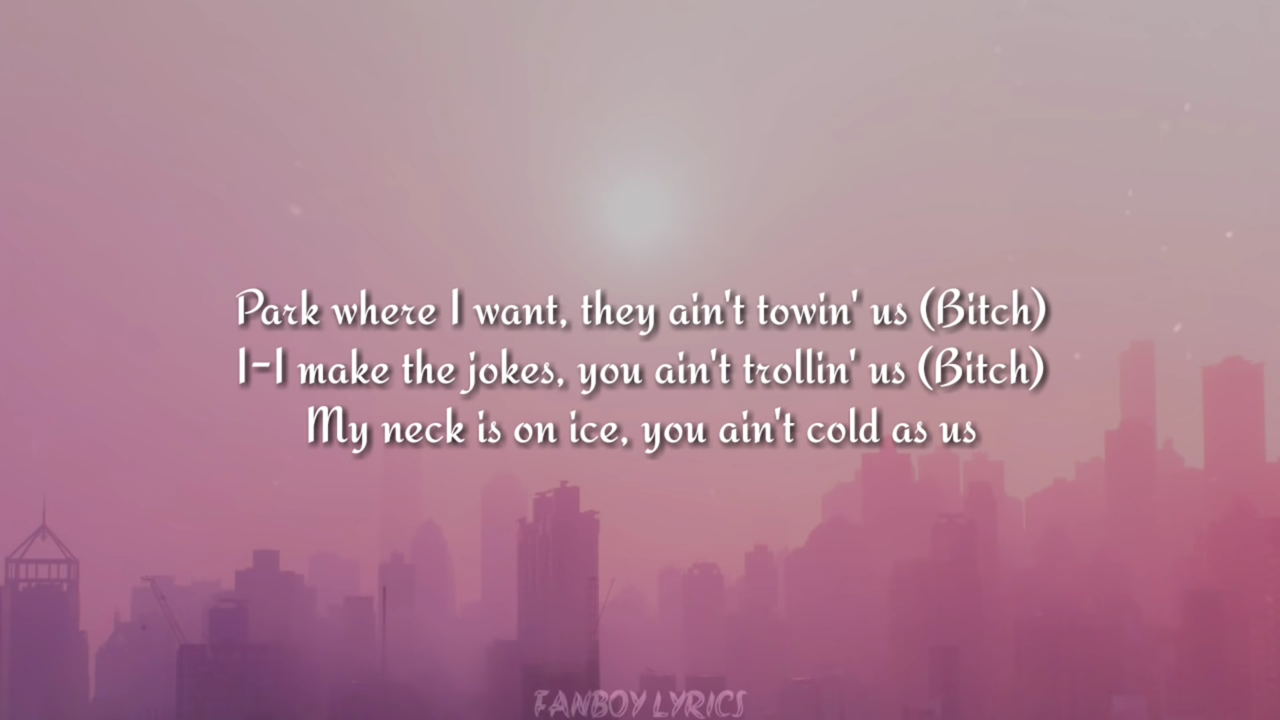 Park where I want, they ain't towin' us (Bitch)
I-I make the jokes, you ain't trollin' us (Bitch)
My neck is on ice, you ain't cold as us
FANBOY LYRICS